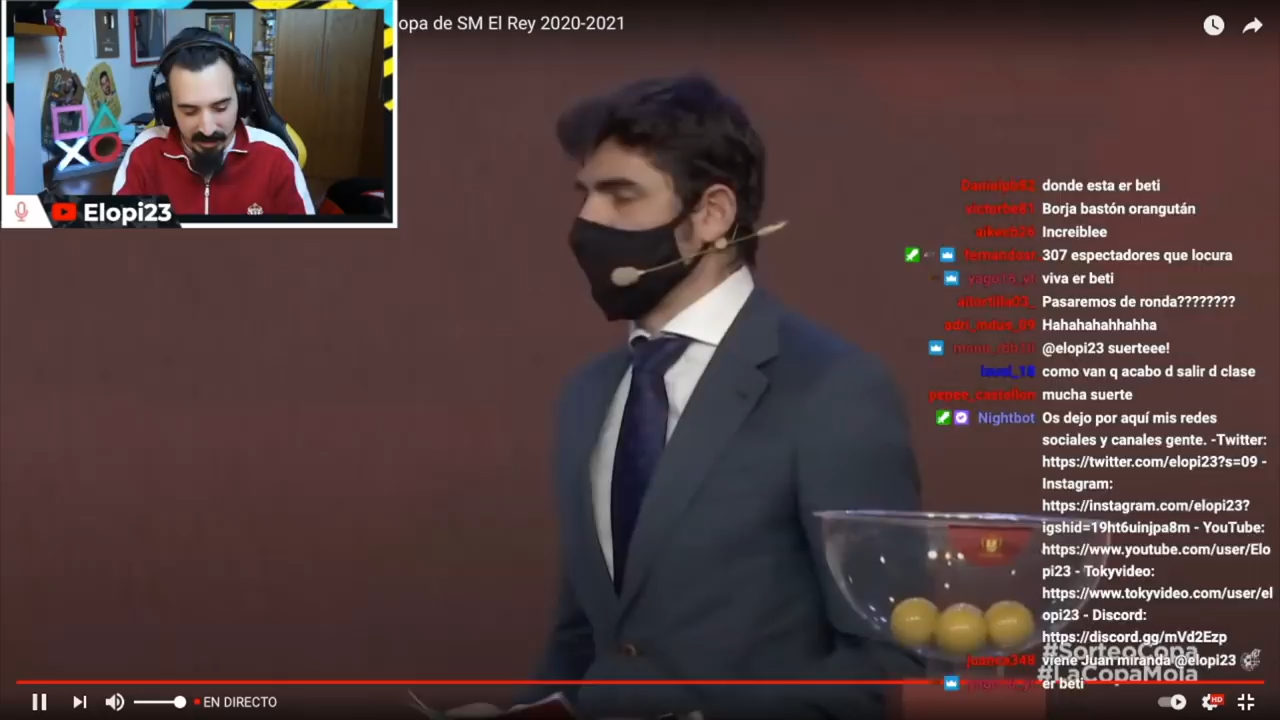 opa de SM El Rey 2020-2021
Elopi23
donde esta er beti
Borja bastón orangután
Increiblee
307 espectadores que locura
viva er beti
Pasaremos de ronda????????
Hahahahahhahha
@elopi23 suerteee!
como van q acabo d salir d clase
pepee_castellon mucha suerte
Nightbot Os dejo por aquí mis redes
sociales y canales gente. -Twitter:
https://twitter.com/elopi23?s=09 -
Instagram:
https://instagram.com/elopi23?
igshid=19ht6uinjpa8m - YouTube:
https://www.youtube.com/user/Elo
pi23 - Tokyvideo:
https://www.tokyvideo.com/user/el
opi23 - Discord:
https://discord.gg/mVd2Ezp
#SorteoCopa
juanra348 viene Juan miranda @elopi23
#LaCopaMola
er beti
EN DIRECTO
HD